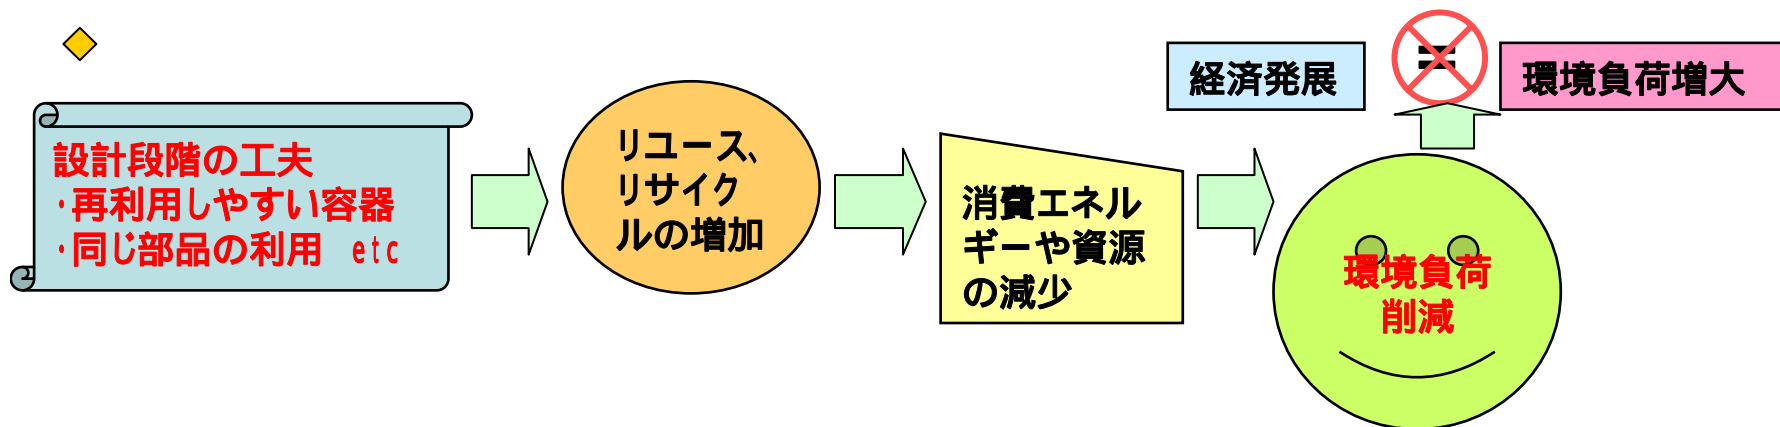 設計段階の工夫
・再利用しやすい容器
・同じ部品の利用　etc
リユース、
リサイク
ルの増加
消費エネル
ギーや資源
の減少
経済発展
=
環境負荷増大
環境負荷
削減